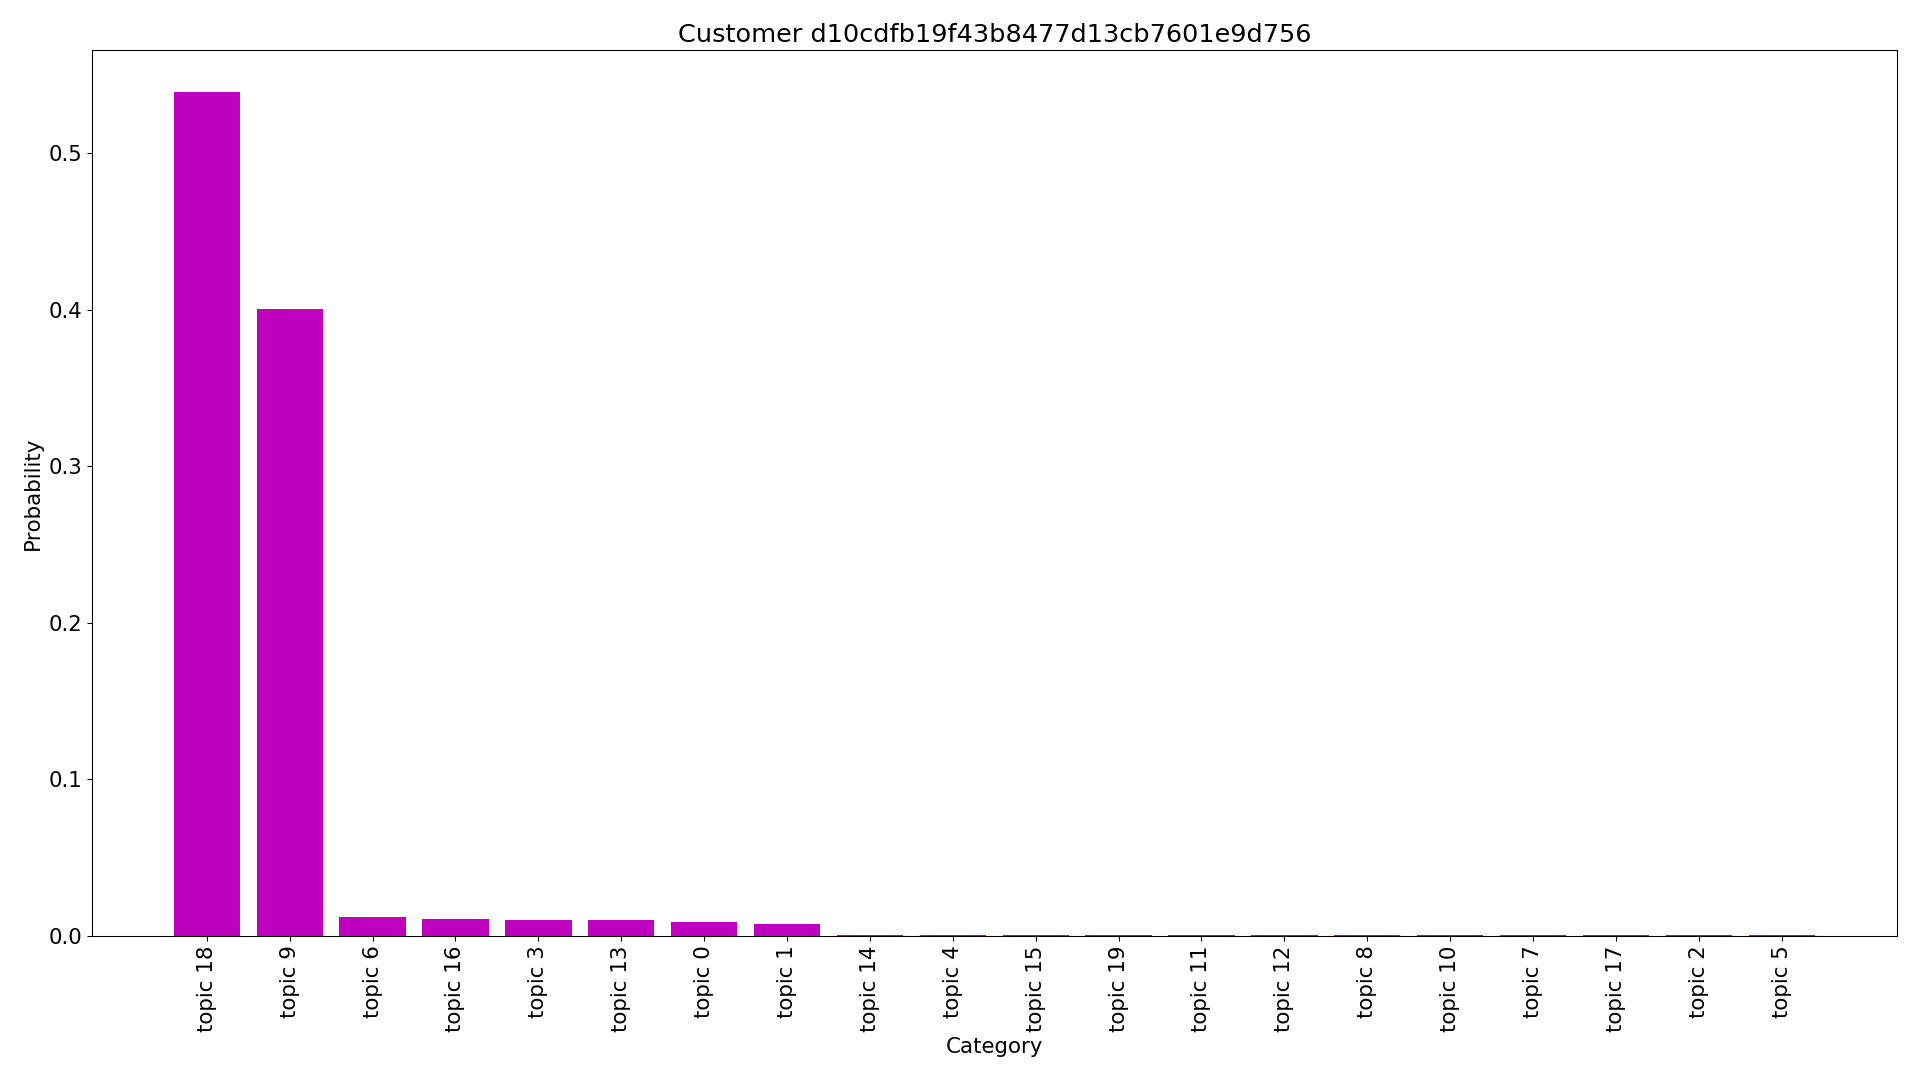 Customer d10cdfb19f43b8477d13cb7601e9d756
Probability
0.5
0.4
0.3
0.2
0.1
0.0
topic 18
topic 9
topic 6
topic 16
topic 3
topic 13
topic 0
topic 1
topic 14
topic 4
topic 15
topic 19
topic 11
topic 12
topic 8
topic 10
topic 7
topic 17
topic 2
topic 5
Category